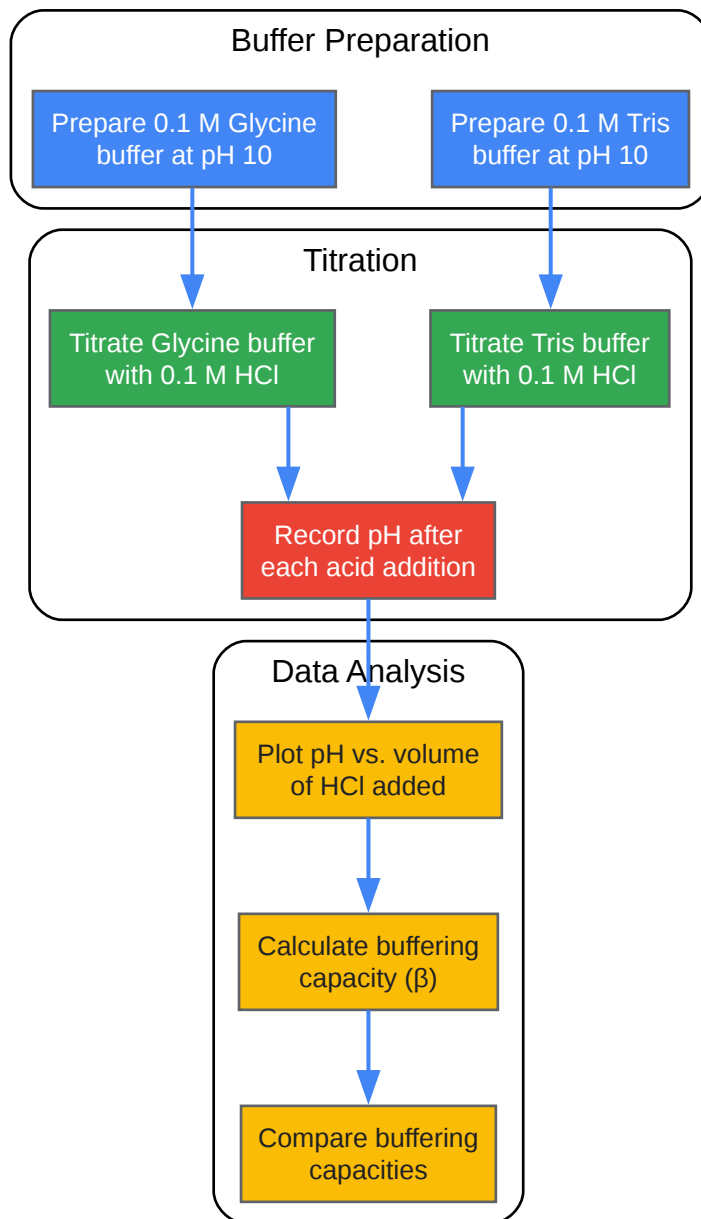 Buffer Preparation
Prepare 0.1 M Glycine
buffer at pH 10
Prepare 0.1 M Tris
buffer at pH 10
Titration
Titrate Glycine buffer
with 0.1 M HCl
Titrate Tris buffer
with 0.1 M HCl
Record pH after
each acid addition
Data Analysis
Plot pH vs. volume
of HCl added
Calculate buffering
capacity (β)
Compare buffering
capacities